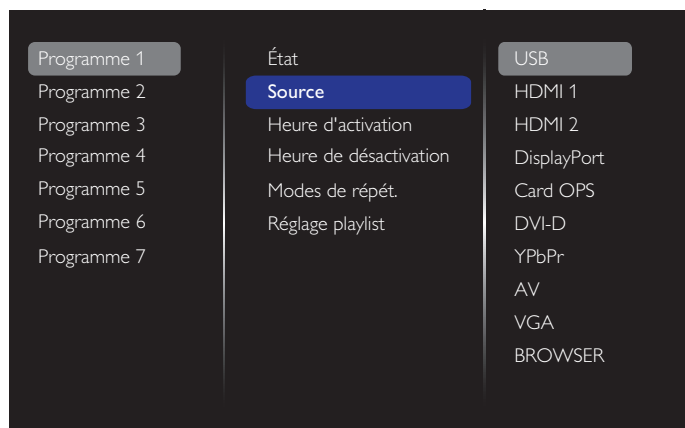 Programme 1
Programme 2
Programme 3
Programme 4
Programme 5
Programme 6
Programme 7
État
Source
Heure d'activation
Heure de désactivation
Modes de répét.
Réglage playlist
USB
HDMI 1
HDMI 2
DisplayPort
Card OPS
DVI-D
YPbPr
AV
VGA
BROWSER